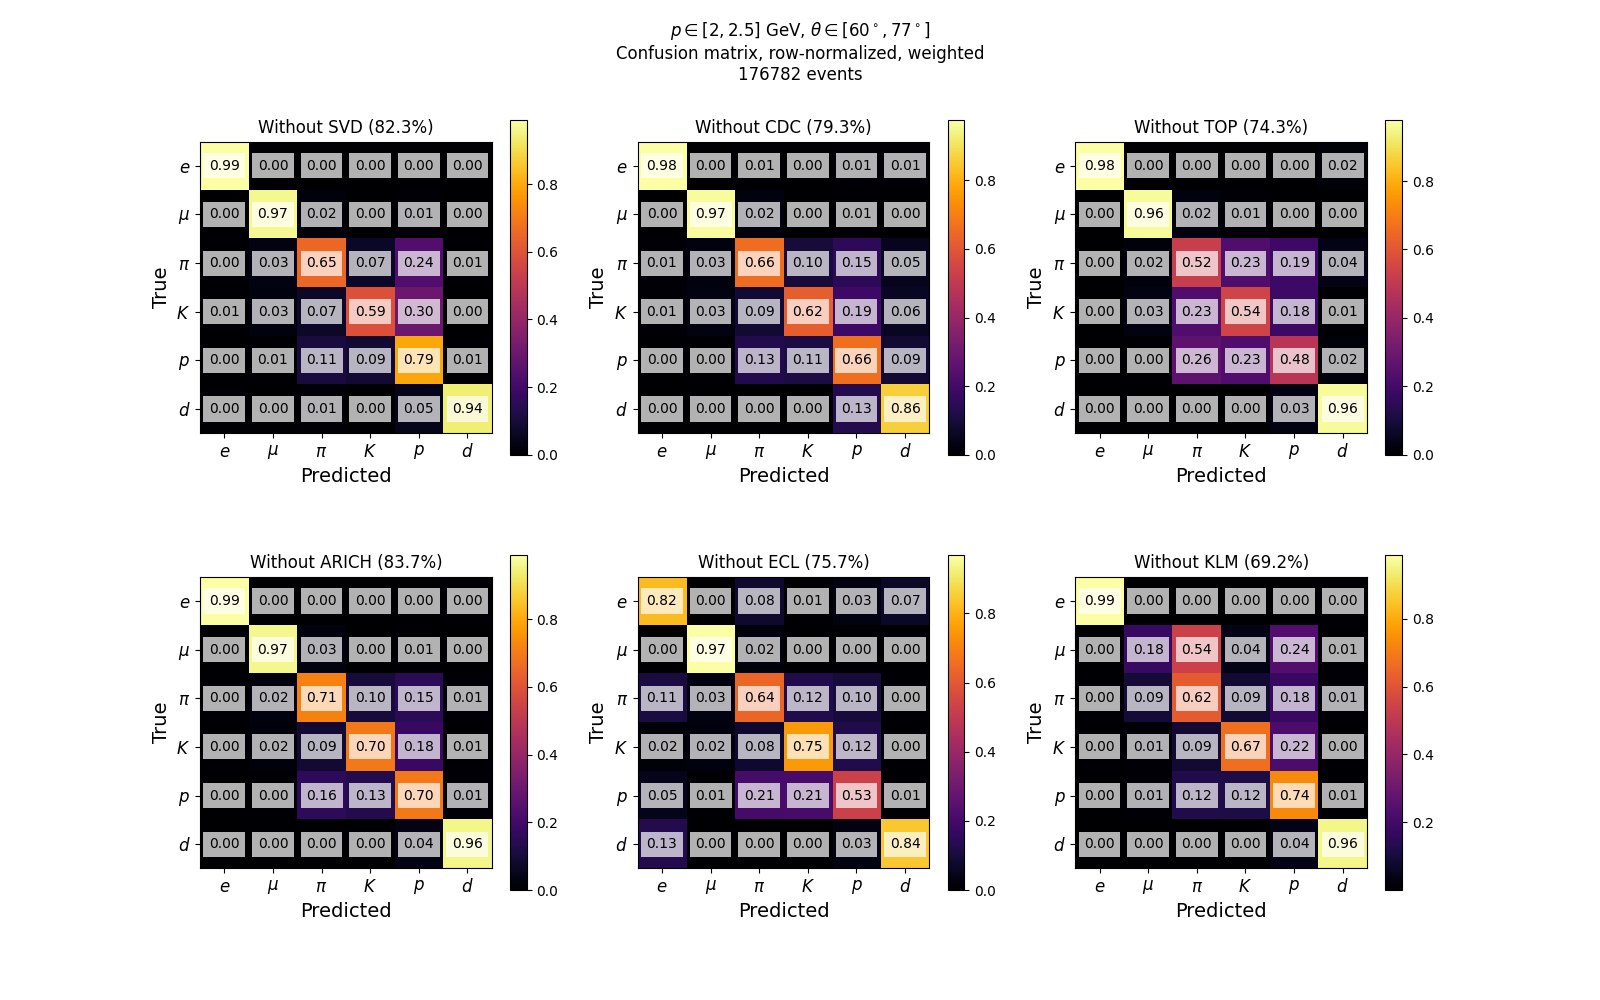 p ∈ [2, 2.5] GeV, θ ∈ [60°, 77°]
Confusion matrix, row-normalized, weighted
176782 events
Without SVD (82.3%)
True
e 0.99 0.00 0.00 0.00 0.00 0.00
μ 0.00 0.97 0.02 0.00 0.01 0.00
π 0.00 0.03 0.65 0.07 0.24 0.01
K 0.01 0.03 0.07 0.59 0.30 0.00
p 0.00 0.01 0.11 0.09 0.79 0.01
d 0.00 0.00 0.01 0.00 0.05 0.94
e μ π K p d
Predicted
0.8
0.6
0.4
0.2
0.0
Without CDC (79.3%)
True
e 0.98 0.00 0.01 0.00 0.01 0.01
μ 0.00 0.97 0.02 0.00 0.01 0.00
π 0.01 0.03 0.66 0.10 0.15 0.05
K 0.01 0.03 0.09 0.62 0.19 0.06
p 0.00 0.00 0.13 0.11 0.66 0.09
d 0.00 0.00 0.00 0.00 0.13 0.86
e μ π K p d
Predicted
0.8
0.6
0.4
0.2
0.0
Without TOP (74.3%)
True
e 0.98 0.00 0.00 0.00 0.00 0.02
μ 0.00 0.96 0.02 0.01 0.00 0.00
π 0.00 0.02 0.52 0.23 0.19 0.04
K 0.00 0.03 0.23 0.54 0.18 0.01
p 0.00 0.00 0.26 0.23 0.48 0.02
d 0.00 0.00 0.00 0.00 0.03 0.96
e μ π K p d
Predicted
0.8
0.6
0.4
0.2
0.0
Without ARICH (83.7%)
True
e 0.99 0.00 0.00 0.00 0.00 0.00
μ 0.00 0.97 0.03 0.00 0.01 0.00
π 0.00 0.02 0.71 0.10 0.15 0.01
K 0.00 0.02 0.09 0.70 0.18 0.01
p 0.00 0.00 0.16 0.13 0.70 0.01
d 0.00 0.00 0.00 0.00 0.04 0.96
e μ π K p d
Predicted
0.8
0.6
0.4
0.2
0.0
Without ECL (75.7%)
True
e 0.82 0.00 0.08 0.01 0.03 0.07
μ 0.00 0.97 0.02 0.00 0.00 0.00
π 0.11 0.03 0.64 0.12 0.10 0.00
K 0.02 0.02 0.08 0.75 0.12 0.00
p 0.05 0.01 0.21 0.21 0.53 0.01
d 0.13 0.00 0.00 0.00 0.03 0.84
e μ π K p d
Predicted
0.8
0.6
0.4
0.2
0.0
Without KLM (69.2%)
True
e 0.99 0.00 0.00 0.00 0.00 0.00
μ 0.00 0.18 0.54 0.04 0.24 0.01
π 0.00 0.09 0.62 0.09 0.18 0.01
K 0.00 0.01 0.09 0.67 0.22 0.00
p 0.00 0.01 0.12 0.12 0.74 0.01
d 0.00 0.00 0.00 0.00 0.04 0.96
e μ π K p d
Predicted
0.8
0.6
0.4
0.2